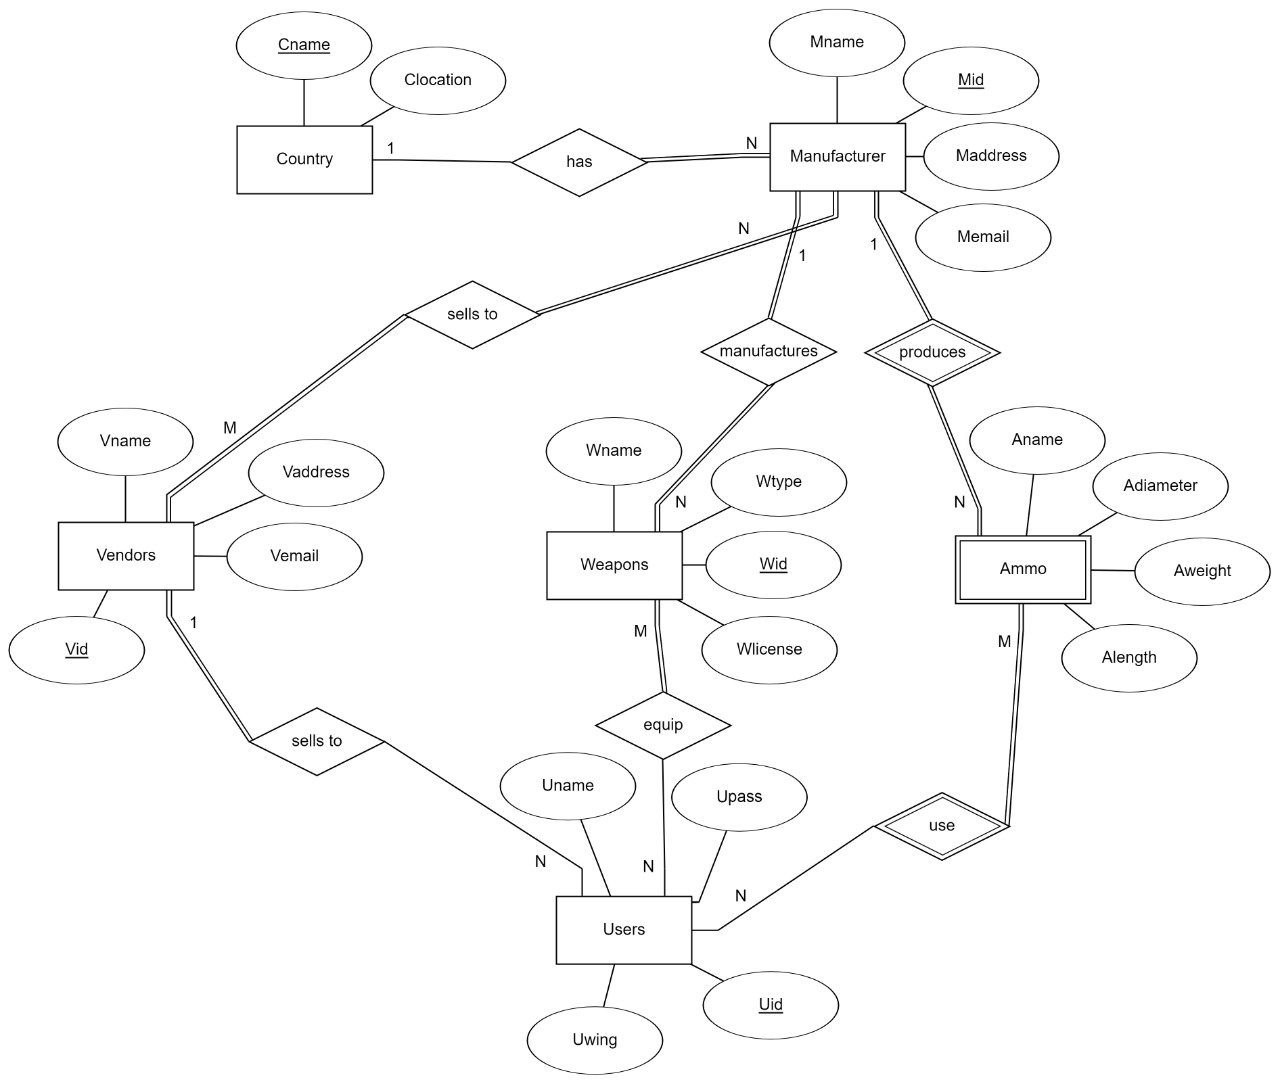 Cname
Clocation
Country
1
has
N
Mname
Mid
Manufacturer
Maddress
Memail
N
1
1
sells to
manufactures
produces
M
N
N
Vname
Vaddress
Vendors
Vemail
Vid
1
Wname
Wtype
Weapons
Wid
Wlicense
M
Aname
Adiameter
Ammo
Aweight
Alength
M
sells to
equip
use
N
N
N
Uname
Upass
Users
Uid
Uwing